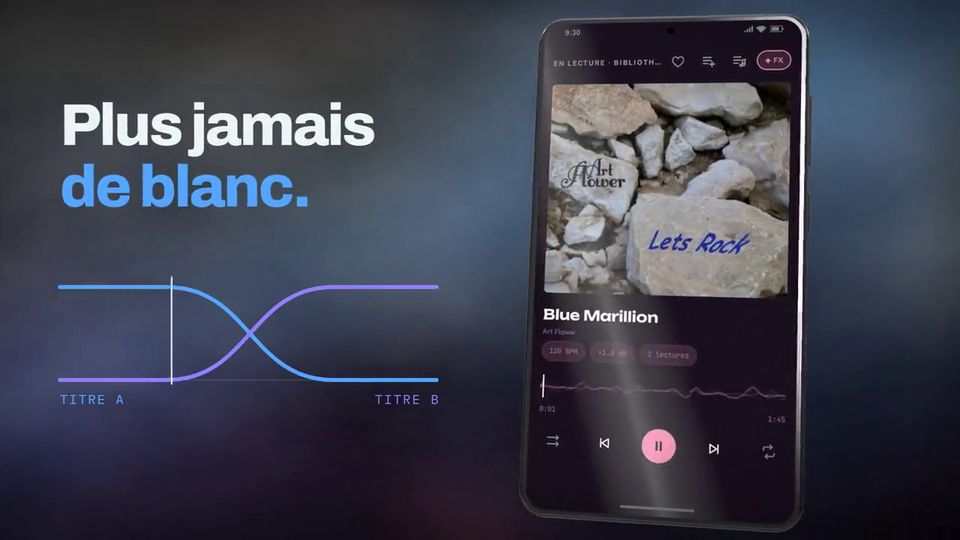 Plus jamais
de blanc.
TITRE A
TITRE B
9:30
EN LECTURE · BIBLIOTH…
FX
Art
Flower
Lets Rock
Blue Marillion
Art Flower
120 BPM
2 lectures
0:01
1:45